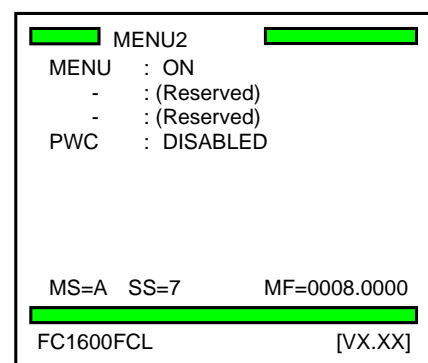 MENU2
MENU : ON
- : (Reserved)
- : (Reserved)
PWC : DISABLED
MS=A SS=7 MF=0008.0000
FC1600FCL [VX.XX]